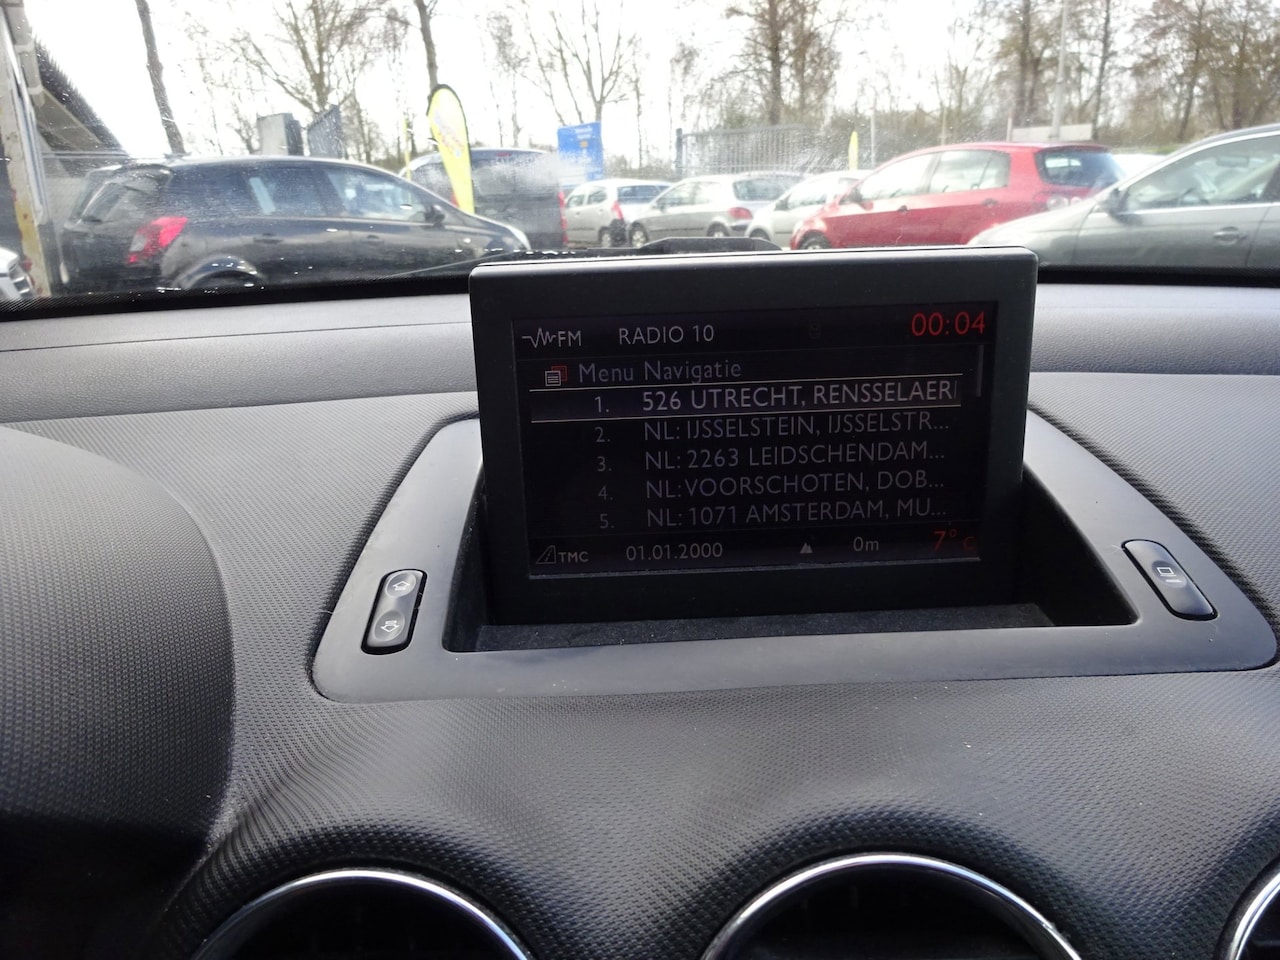 FM RADIO 10 00:04
Menu Navigatie
1. 526 UTRECHT, RENSSELAER
2. NL: IJSSELSTEIN, IJSSELSTR...
3. NL: 2263 LEIDSCHENDAM...
4. NL: VOORSCHOTEN, DOB...
5. NL: 1071 AMSTERDAM, MU...
TMC 01.01.2000 0m 7°C